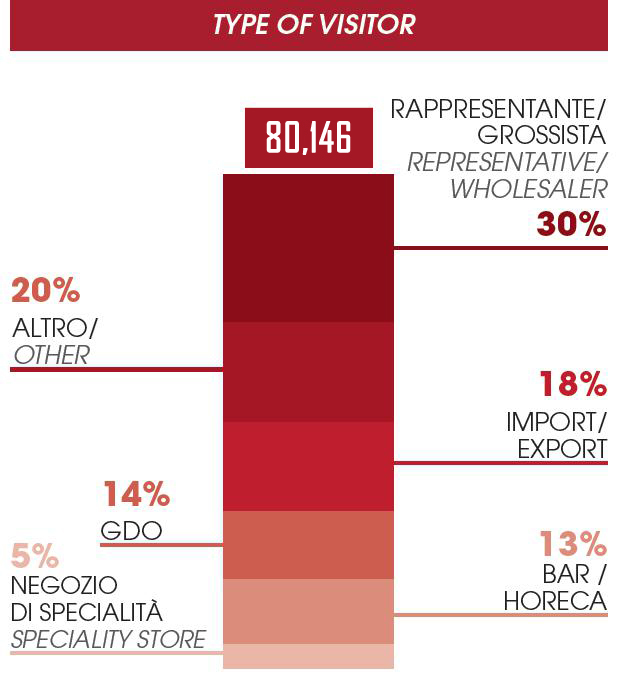 TYPE OF VISITOR
80,146
RAPPRESENTANTE/
GROSSISTA
REPRESENTATIVE/
WHOLESALER
30%
20%
ALTRO/
OTHER
18%
IMPORT/
EXPORT
14%
GDO
13%
BAR /
HORECA
5%
NEGOZIO
DI SPECIALITÀ
SPECIALITY STORE